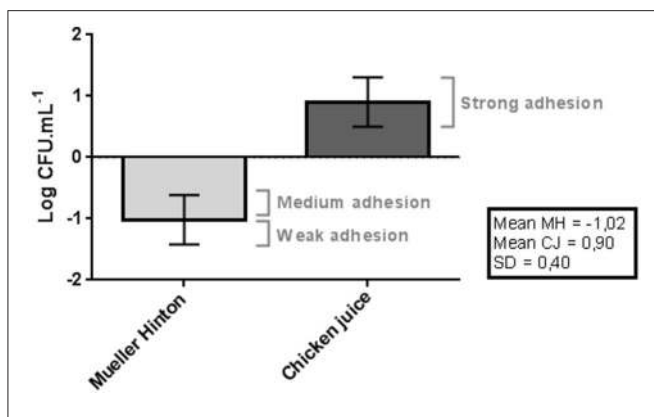 2
1
0
-1
-2
Log CFU.mL⁻¹
Strong adhesion
Medium adhesion
Weak adhesion
Mean MH = -1,02
Mean CJ = 0,90
SD = 0,40
Mueller Hinton
Chicken juice